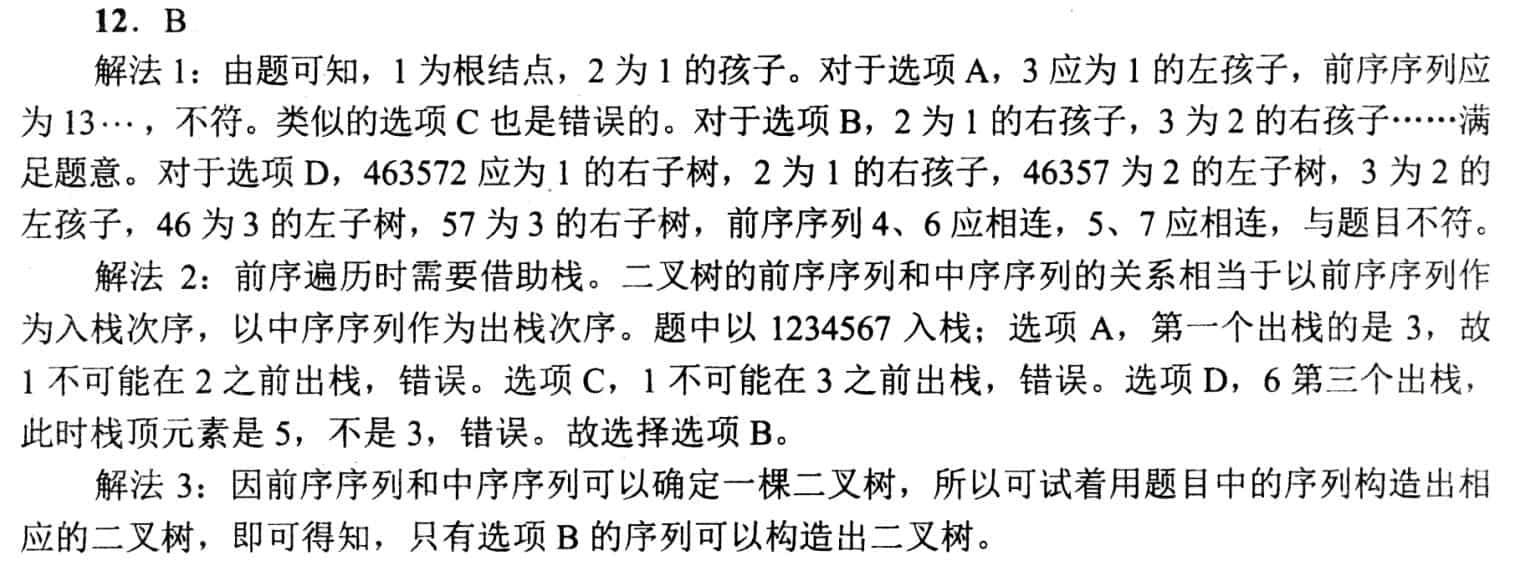 12. B
解法 1：由题可知，1 为根结点，2 为 1 的孩子。对于选项 A，3 应为 1 的左孩子，前序序列应
为 13…，不符。类似的选项 C 也是错误的。对于选项 B，2 为 1 的右孩子，3 为 2 的右孩子……满
足题意。对于选项 D，463572 应为 1 的右子树，2 为 1 的右孩子，46357 为 2 的左子树，3 为 2 的
左孩子，46 为 3 的左子树，57 为 3 的右子树，前序序列 4、6 应相连，5、7 应相连，与题目不符。
解法 2：前序遍历时需要借助栈。二叉树的前序序列和中序序列的关系相当于以前序序列作
为入栈次序，以中序序列作为出栈次序。题中以 1234567 入栈；选项 A，第一个出栈的是 3，故
1 不可能在 2 之前出栈，错误。选项 C，1 不可能在 3 之前出栈，错误。选项 D，6 第三个出栈，
此时栈顶元素是 5，不是 3，错误。故选择选项 B。
解法 3：因前序序列和中序序列可以确定一棵二叉树，所以可试着用题目中的序列构造出相
应的二叉树，即可得知，只有选项 B 的序列可以构造出二叉树。